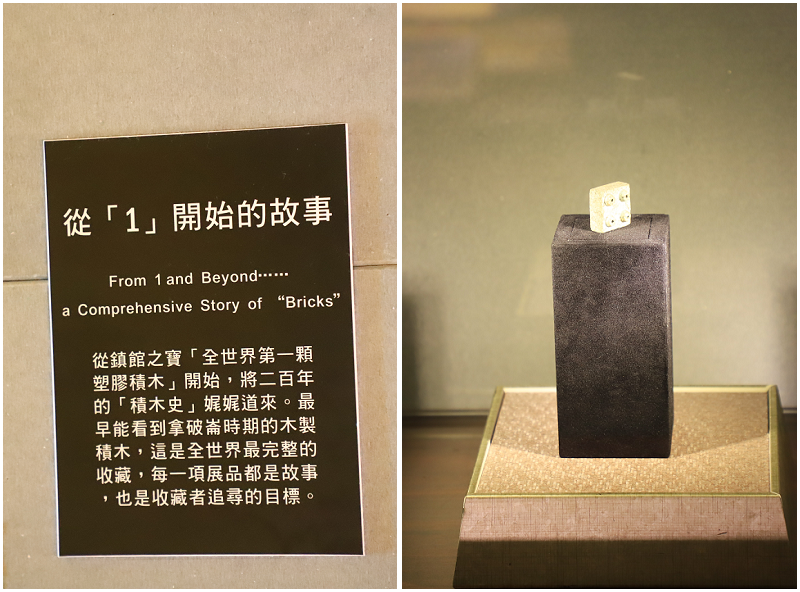 從「1」開始的故事
From 1 and Beyond……
a Comprehensive Story of “Bricks”
從鎮館之寶「全世界第一顆
塑膠積木」開始，將二百年
的「積木史」娓娓道來。最
早能看到拿破崙時期的木製
積木，這是全世界最完整的
收藏，每一項展品都是故事
，也是收藏者追尋的目標。